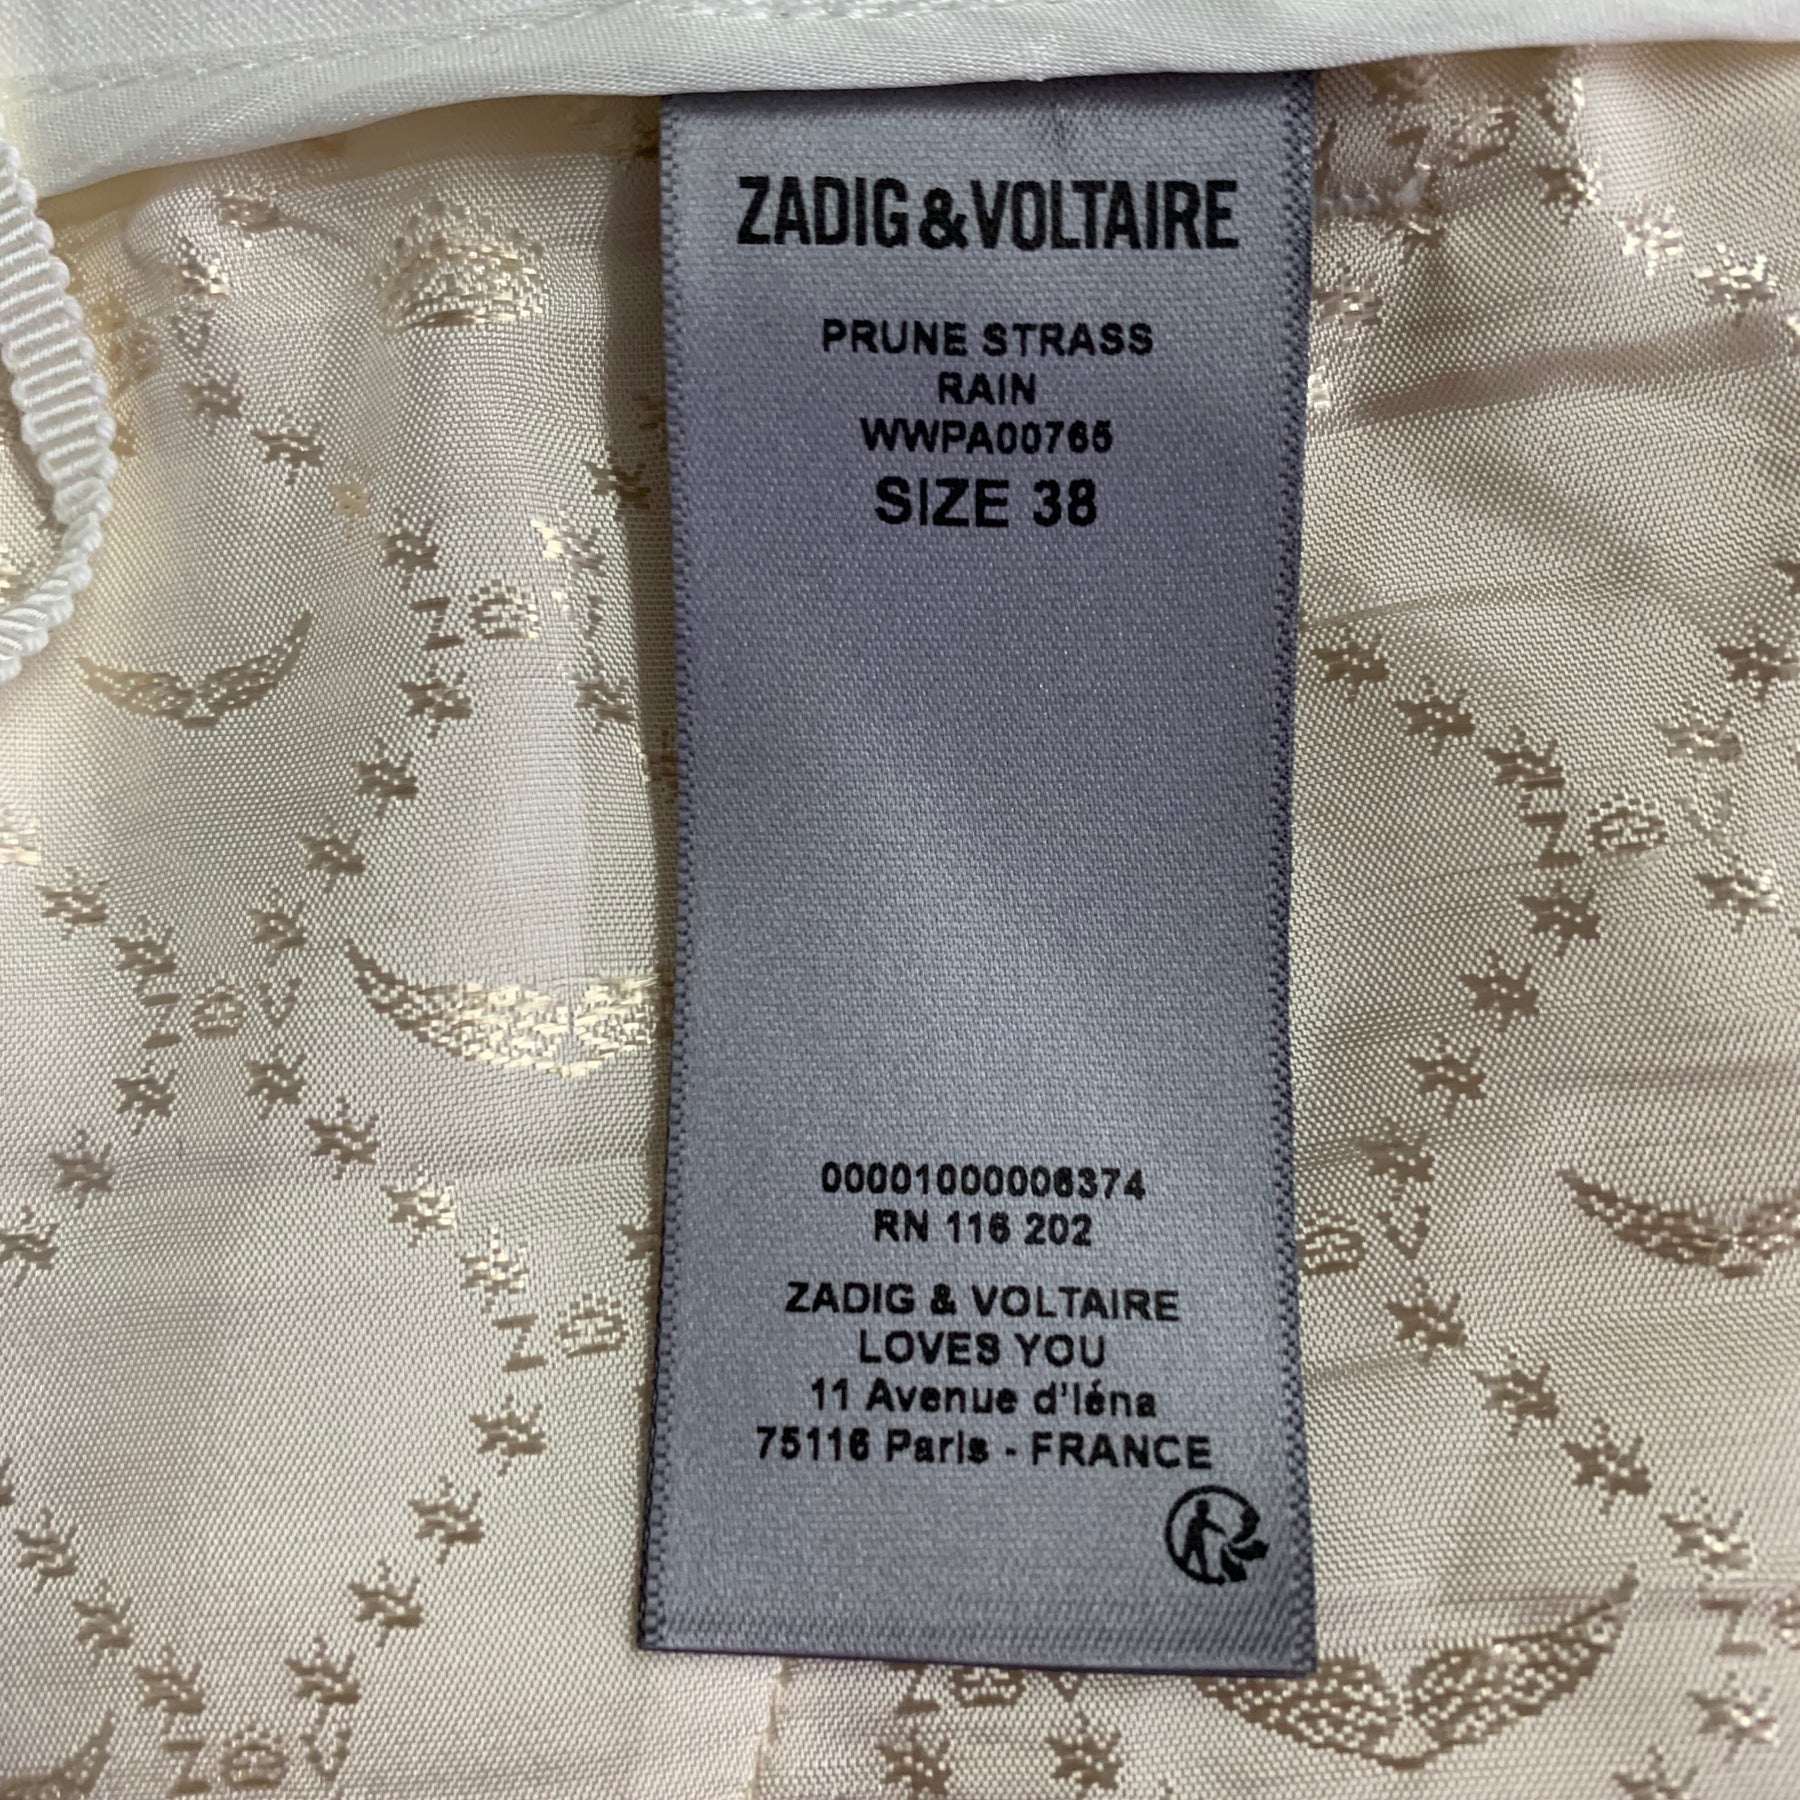 ZADIG&VOLTAIRE
PRUNE STRASS
RAIN
WWPA00765
SIZE 38
00001000006374
RN 116 202
ZADIG & VOLTAIRE
LOVES YOU
11 Avenue d'Iéna
75116 Paris - FRANCE